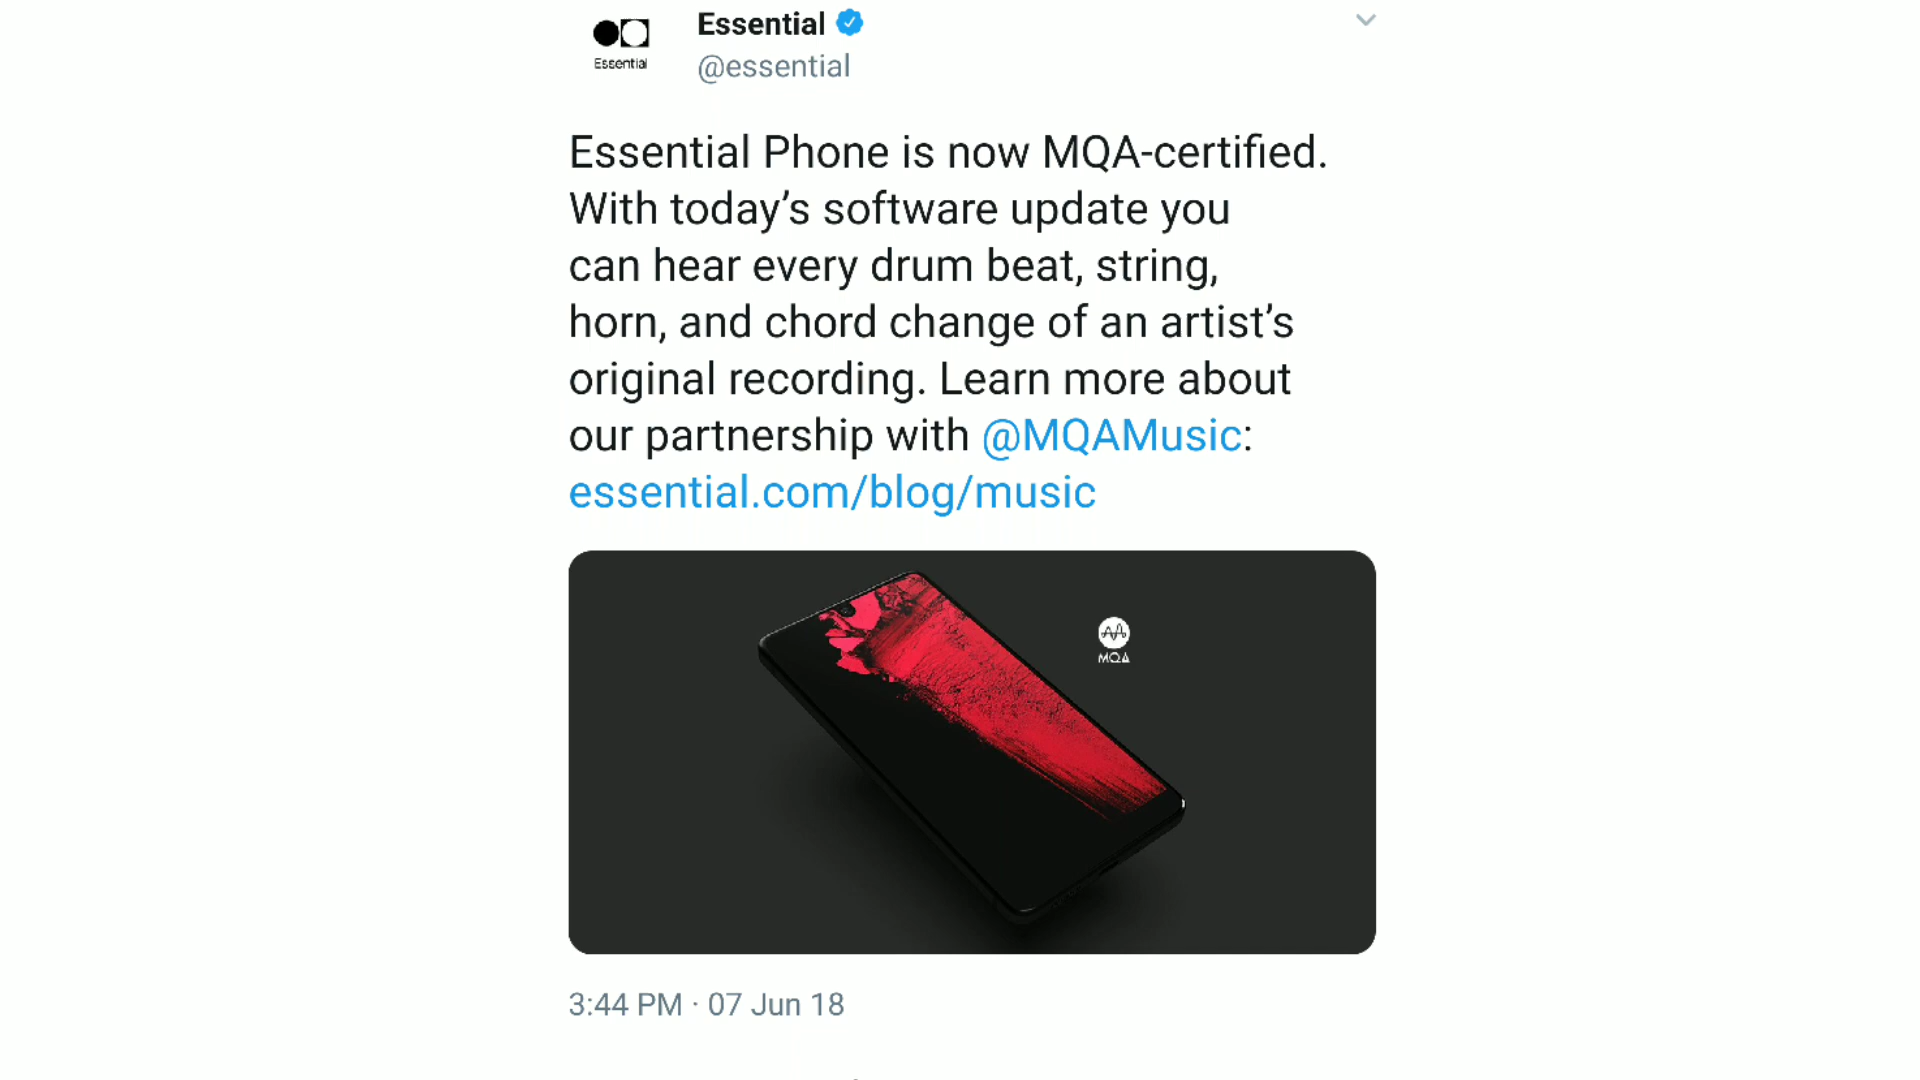 Essential
Essential
@essential
Essential Phone is now MQA-certified.
With today’s software update you
can hear every drum beat, string,
horn, and chord change of an artist’s
original recording. Learn more about
our partnership with @MQAMusic:
essential.com/blog/music
MQA
3:44 PM · 07 Jun 18